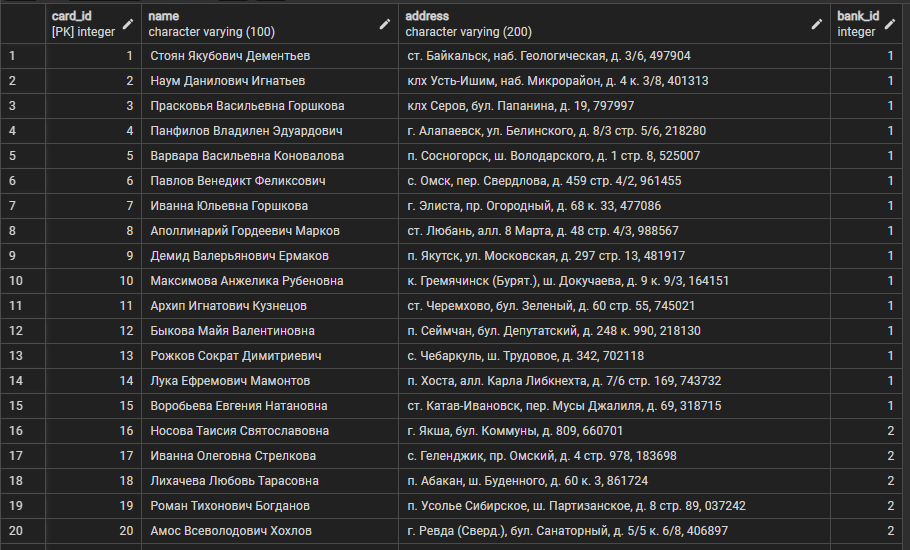 card_id name address bank_id
[PK] integer character varying (100) character varying (200) integer
1 1 Стоян Якубович Дементьев ст. Байкальск, наб. Геологическая, д. 3/6, 497904 1
2 2 Наум Данилович Игнатьев клх Усть-Ишим, наб. Микрорайон, д. 4 к. 3/8, 401313 1
3 3 Прасковья Васильевна Горшкова клх Серов, бул. Папанина, д. 19, 797997 1
4 4 Панфилов Владилен Эдуардович г. Алапаевск, ул. Белинского, д. 8/3 стр. 5/6, 218280 1
5 5 Варвара Васильевна Коновалова п. Сосногорск, ш. Володарского, д. 1 стр. 8, 525007 1
6 6 Павлов Венедикт Феликсович с. Омск, пер. Свердлова, д. 459 стр. 4/2, 961455 1
7 7 Иванна Юльевна Горшкова г. Элиста, пр. Огородный, д. 68 к. 33, 477086 1
8 8 Аполлинарий Гордеевич Марков ст. Любань, алл. 8 Марта, д. 48 стр. 4/3, 988567 1
9 9 Демид Валерьянович Ермаков п. Якутск, ул. Московская, д. 297 стр. 13, 481917 1
10 10 Максимова Анжелика Рубеновна к. Гремячинск (Бурят.), ш. Докучаева, д. 9 к. 9/3, 164151 1
11 11 Архип Игнатович Кузнецов ст. Черемхово, бул. Зеленый, д. 60 стр. 55, 745021 1
12 12 Быкова Майя Валентиновна п. Сеймчан, бул. Депутатский, д. 248 к. 990, 218130 1
13 13 Рожков Сократ Димитриевич с. Чебаркуль, ш. Трудовое, д. 342, 702118 1
14 14 Лука Ефремович Мамонтов п. Хоста, алл. Карла Либкнехта, д. 7/6 стр. 169, 743732 1
15 15 Воробьева Евгения Натановна ст. Катав-Ивановск, пер. Мусы Джалиля, д. 69, 318715 1
16 16 Носова Таисия Святославовна г. Якша, бул. Коммуны, д. 809, 660701 2
17 17 Иванна Олеговна Стрелкова с. Геленджик, пр. Омский, д. 4 стр. 978, 183698 2
18 18 Лихачева Любовь Тарасовна п. Абакан, ш. Буденного, д. 60 к. 3, 861724 2
19 19 Роман Тихонович Богданов п. Усолье Сибирское, ш. Партизанское, д. 8 стр. 89, 037242 2
20 20 Амос Всеволодович Хохлов г. Ревда (Сверд.), бул. Санаторный, д. 5/5 к. 6/8, 406897 2